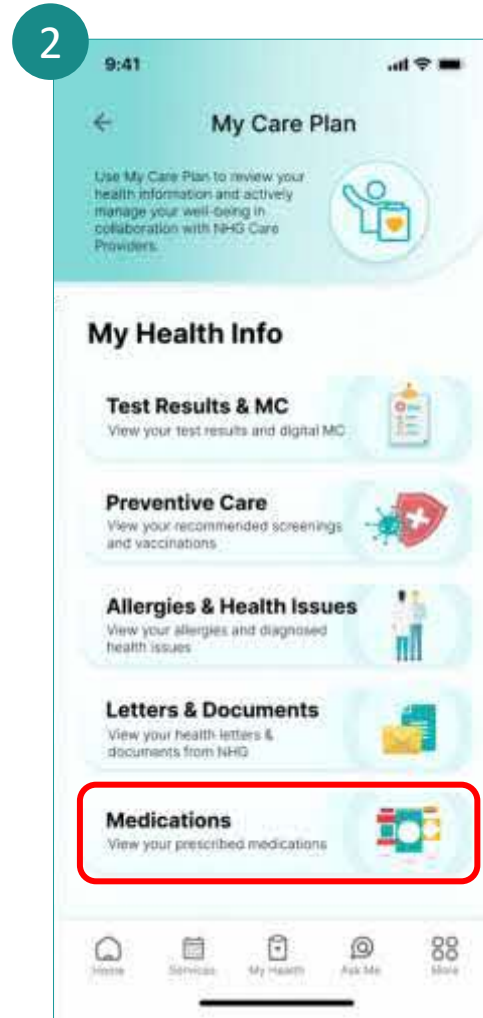 2
9:41
My Care Plan
Use My Care Plan to review your
health information and actively
manage your well-being in
collaboration with NHG Care
Providers.
My Health Info
Test Results & MC
View your test results and digital MC
Preventive Care
View your recommended screenings
and vaccinations
Allergies & Health Issues
View your allergies and diagnosed
health issues
Letters & Documents
View your health letters &
documents from NHG
Medications
View your prescribed medications
Home Services My Health Ask Me More